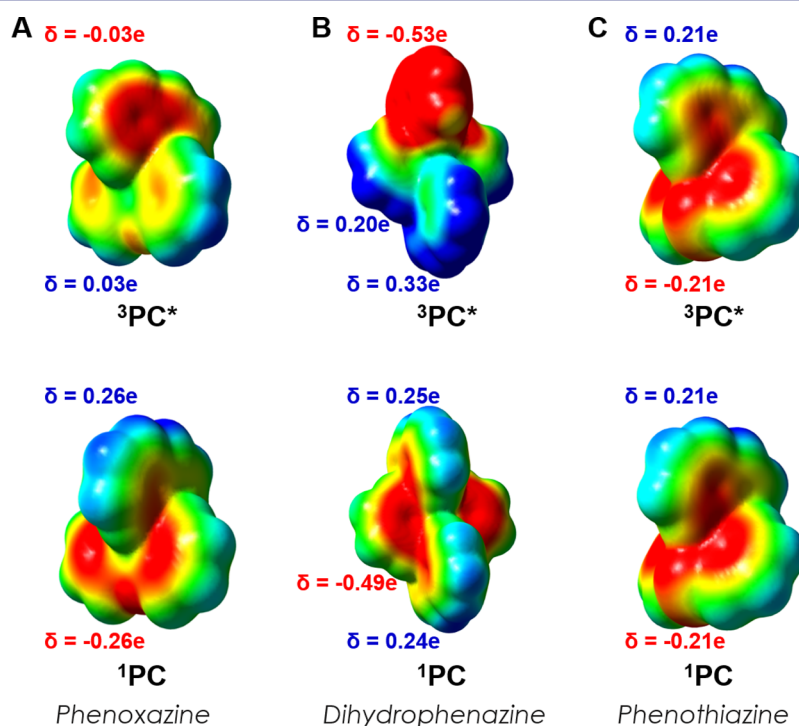 A δ = -0.03e B δ = -0.53e C δ = 0.21e
δ = 0.20e
δ = 0.03e δ = 0.33e δ = -0.21e
³PC* ³PC* ³PC*
δ = 0.26e δ = 0.25e δ = 0.21e
δ = -0.49e
δ = -0.26e δ = 0.24e δ = -0.21e
¹PC ¹PC ¹PC
Phenoxazine Dihydrophenazine Phenothiazine